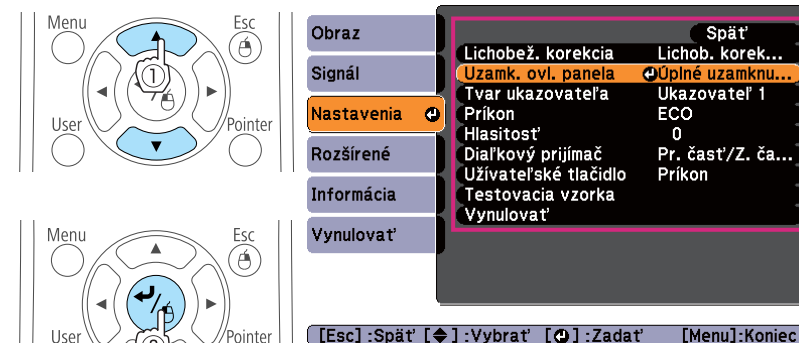 Menu
Esc
1
User
Pointer
Menu
Esc
User
Pointer
Obraz
Signál
Nastavenia
Rozšírené
Informácia
Vynulovať
Späť
Lichobež. korekcia Lichob. korek...
Uzamk. ovl. panela Úplné uzamknu...
Tvar ukazovateľa Ukazovateľ 1
Príkon ECO
Hlasitosť 0
Diaľkový prijímač Pr. časť/Z. ča...
Užívateľské tlačidlo Príkon
Testovacia vzorka
Vynulovať
[Esc] :Späť [ ] :Vybrať [ ] :Zadať [Menu]:Koniec